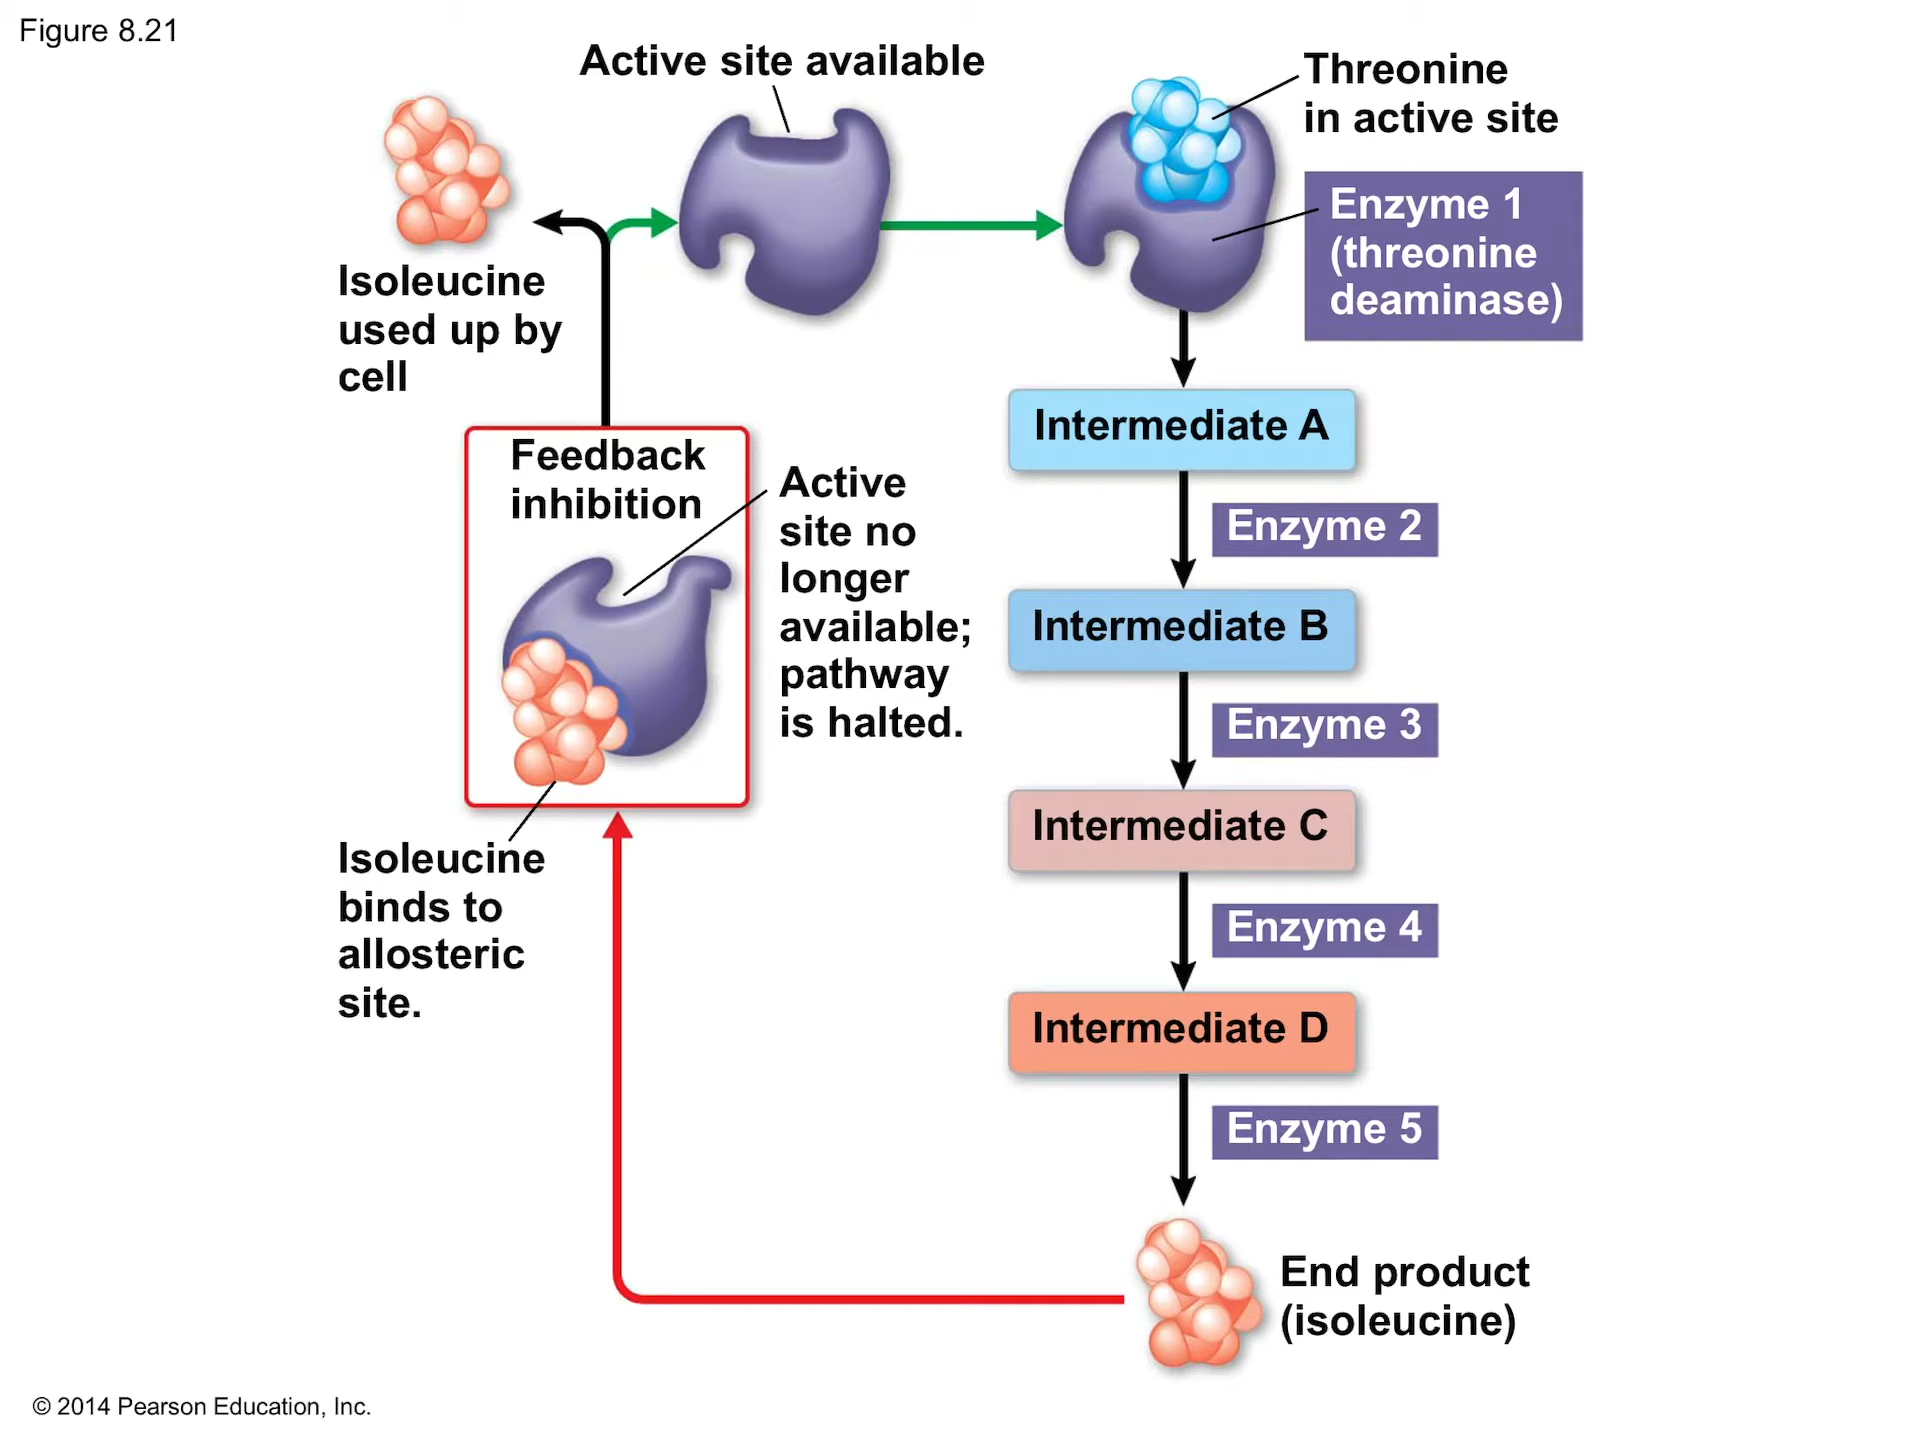 Figure 8.21
Active site available
Threonine
in active site
Enzyme 1
(threonine
deaminase)
Isoleucine
used up by
cell
Feedback
inhibition
Active
site no
longer
available;
pathway
is halted.
Isoleucine
binds to
allosteric
site.
Intermediate A
Enzyme 2
Intermediate B
Enzyme 3
Intermediate C
Enzyme 4
Intermediate D
Enzyme 5
End product
(isoleucine)
© 2014 Pearson Education, Inc.